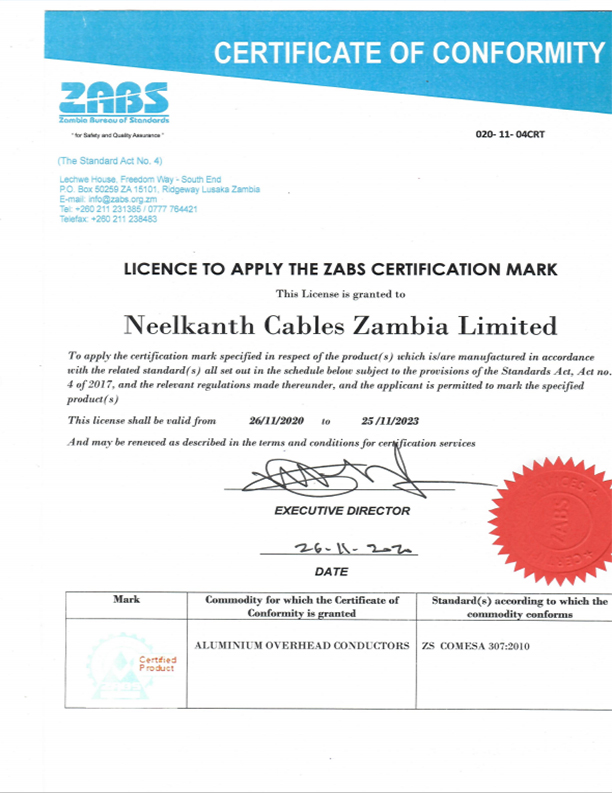 CERTIFICATE OF CONFORMITY
ZABS
Zambia Bureau of Standards
" for Safety and Quality Assurance "
020- 11- 04CRT
(The Standard Act No. 4)
Lechwe House, Freedom Way - South End
P.O. Box 50259 ZA 15101, Ridgeway Lusaka Zambia
E-mail: info@zabs.org.zm
Tel: +260 211 231385 / 0777 764421
Telefax: +260 211 238483
LICENCE TO APPLY THE ZABS CERTIFICATION MARK
This License is granted to
Neelkanth Cables Zambia Limited
To apply the certification mark specified in respect of the product(s) which is/are manufactured in accordance
with the related standard(s) all set out in the schedule below subject to the provisions of the Standards Act, Act no.
4 of 2017, and the relevant regulations made thereunder, and the applicant is permitted to mark the specified
product(s)
This license shall be valid from 26/11/2020 to 25 /11/2023
And may be renewed as described in the terms and conditions for certification services
EXECUTIVE DIRECTOR
26-11-2020
DATE
ZABS
Mark
Commodity for which the Certificate of
Conformity is granted
Standard(s) according to which the
commodity conforms
Certified
Product
ALUMINIUM OVERHEAD CONDUCTORS
ZS COMESA 307:2010